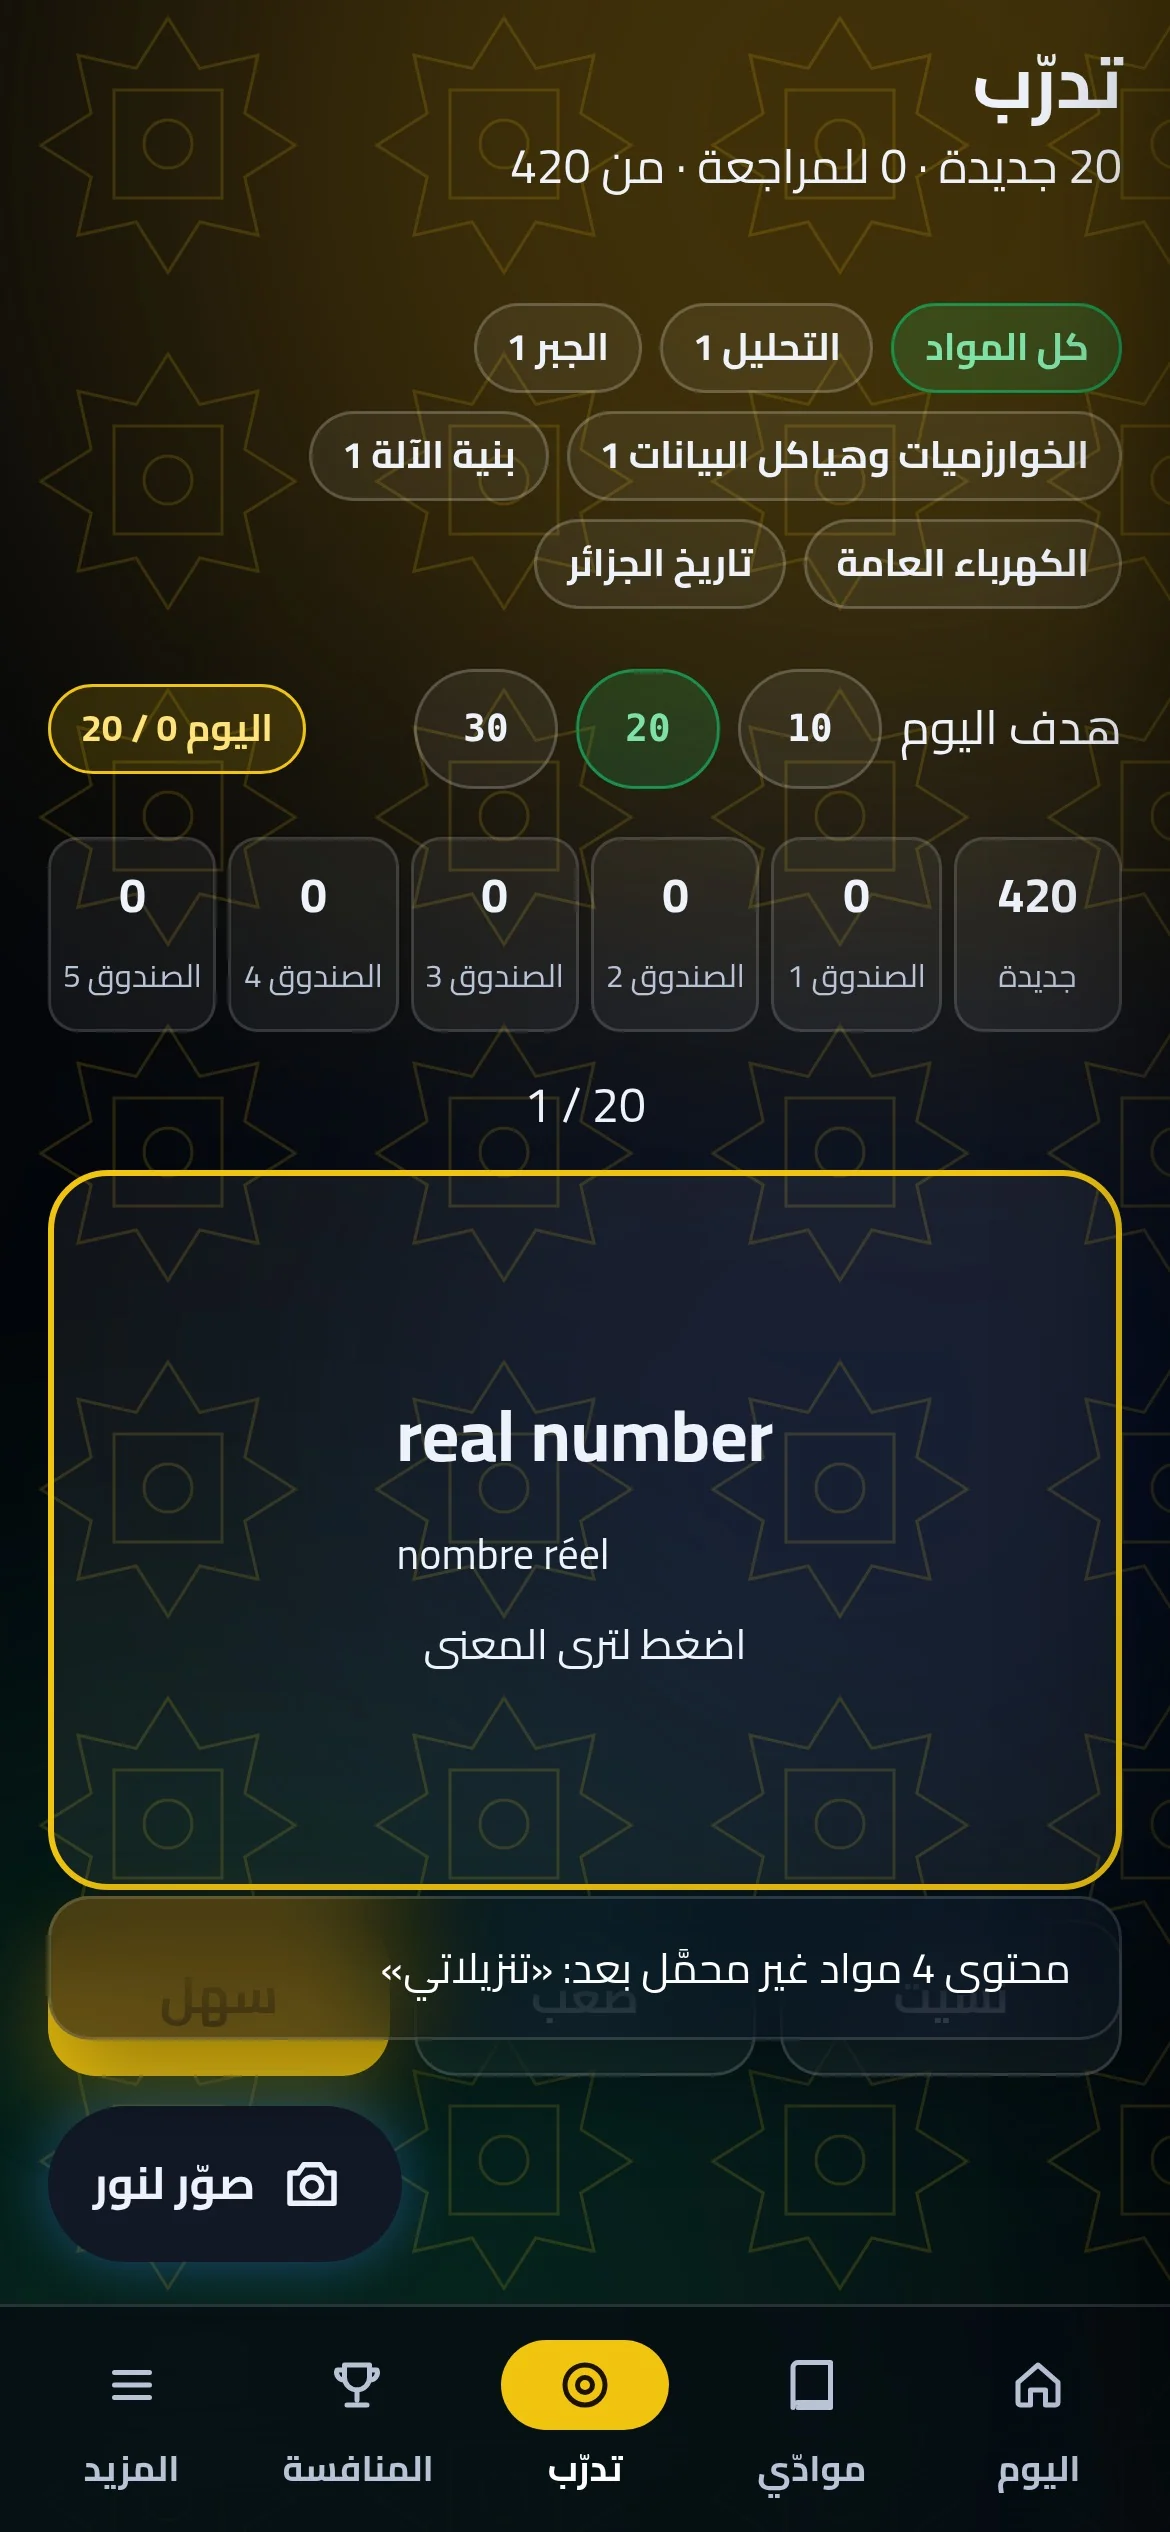 تدرّب
20 جديدة · 0 للمراجعة · من 420
كل المواد
التحليل 1
الجبر 1
الخوارزميات وهياكل البيانات 1
بنية الآلة 1
الكهرباء العامة
تاريخ الجزائر
هدف اليوم
10
20
30
اليوم 0 / 20
420
جديدة
0
الصندوق 1
0
الصندوق 2
0
الصندوق 3
0
الصندوق 4
0
الصندوق 5
1 / 20
real number
nombre réel
اضغط لترى المعنى
محتوى 4 مواد غير محمَّل بعد: «تنزيلاتي»
نسيت
صعب
سهل
صوّر لنور
اليوم
موادّي
تدرّب
المنافسة
المزيد